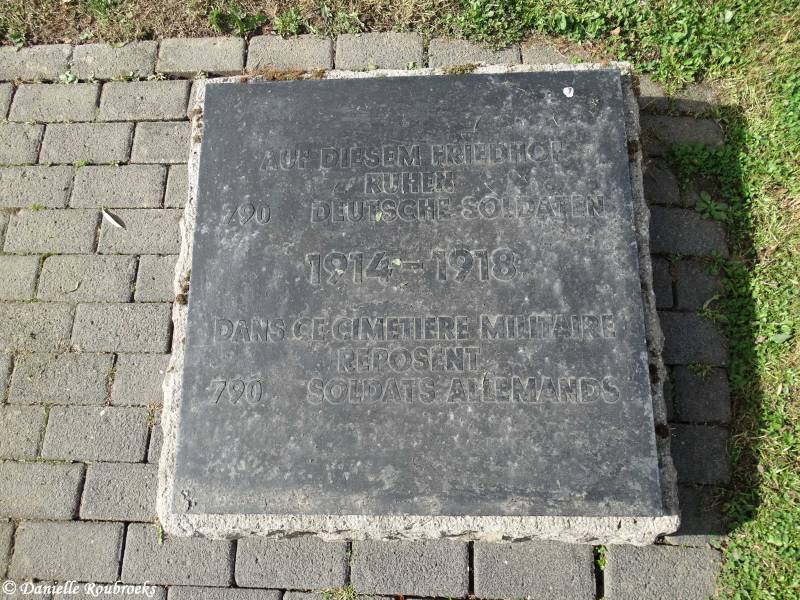 AUF DIESEM FRIEDHOF
RUHEN
790 DEUTSCHE SOLDATEN
1914-1918
DANS CE CIMETIERE MILITAIRE
REPOSENT
790 SOLDATS ALLEMANDS
© Danielle Roubroeks